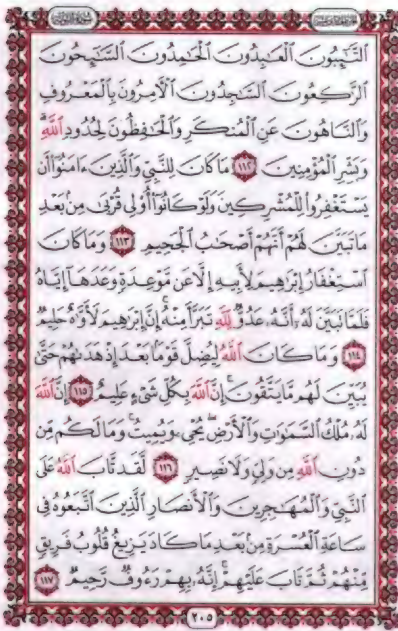 ٱلتَّٰٓئِبُونَ ٱلْعَٰبِدُونَ ٱلْحَٰمِدُونَ ٱلسَّٰٓئِحُونَ
ٱلرَّٰكِعُونَ ٱلسَّٰجِدُونَ ٱلْءَامِرُونَ بِٱلْمَعْرُوفِ
وَٱلنَّاهُونَ عَنِ ٱلْمُنكَرِ وَٱلْحَٰفِظُونَ لِحُدُودِ ٱللَّهِ ۗ
وَبَشِّرِ ٱلْمُؤْمِنِينَ ١١٢ مَا كَانَ لِلنَّبِىِّ وَٱلَّذِينَ ءَامَنُوٓا۟ أَن
يَسْتَغْفِرُوا۟ لِلْمُشْرِكِينَ وَلَوْ كَانُوٓا۟ أُو۟لِى قُرْبَىٰ مِنۢ بَعْدِ
مَا تَبَيَّنَ لَهُمْ أَنَّهُمْ أَصْحَٰبُ ٱلْجَحِيمِ ١١٣ وَمَا كَانَ
ٱسْتِغْفَارُ إِبْرَٰهِيمَ لِأَبِيهِ إِلَّا عَن مَّوْعِدَةٍ وَعَدَهَآ إِيَّاهُ
فَلَمَّا تَبَيَّنَ لَهُۥٓ أَنَّهُۥ عَدُوٌّ لِّلَّهِ تَبَرَّأَ مِنْهُ ۚ إِنَّ إِبْرَٰهِيمَ لَأَوَّٰهٌ حَلِيمٌ
١١٤ وَمَا كَانَ ٱللَّهُ لِيُضِلَّ قَوْمًۢا بَعْدَ إِذْ هَدَىٰهُمْ حَتَّىٰ
يُبَيِّنَ لَهُم مَّا يَتَّقُونَ ۚ إِنَّ ٱللَّهَ بِكُلِّ شَىْءٍ عَلِيمٌ ١١٥ إِنَّ ٱللَّهَ
لَهُۥ مُلْكُ ٱلسَّمَٰوَٰتِ وَٱلْأَرْضِ ۖ يُحْىِۦ وَيُمِيتُ ۚ وَمَا لَكُم مِّن
دُونِ ٱللَّهِ مِن وَلِىٍّ وَلَا نَصِيرٍ ١١٦ لَّقَد تَّابَ ٱللَّهُ عَلَى
ٱلنَّبِىِّ وَٱلْمُهَٰجِرِينَ وَٱلْأَنصَارِ ٱلَّذِينَ ٱتَّبَعُوهُ فِى
سَاعَةِ ٱلْعُسْرَةِ مِنۢ بَعْدِ مَا كَادَ يَزِيغُ قُلُوبُ فَرِيقٍ
مِّنْهُمْ ثُمَّ تَابَ عَلَيْهِمْ ۚ إِنَّهُۥ بِهِمْ رَءُوفٌ رَّحِيمٌ ١١٧
٢٠٥